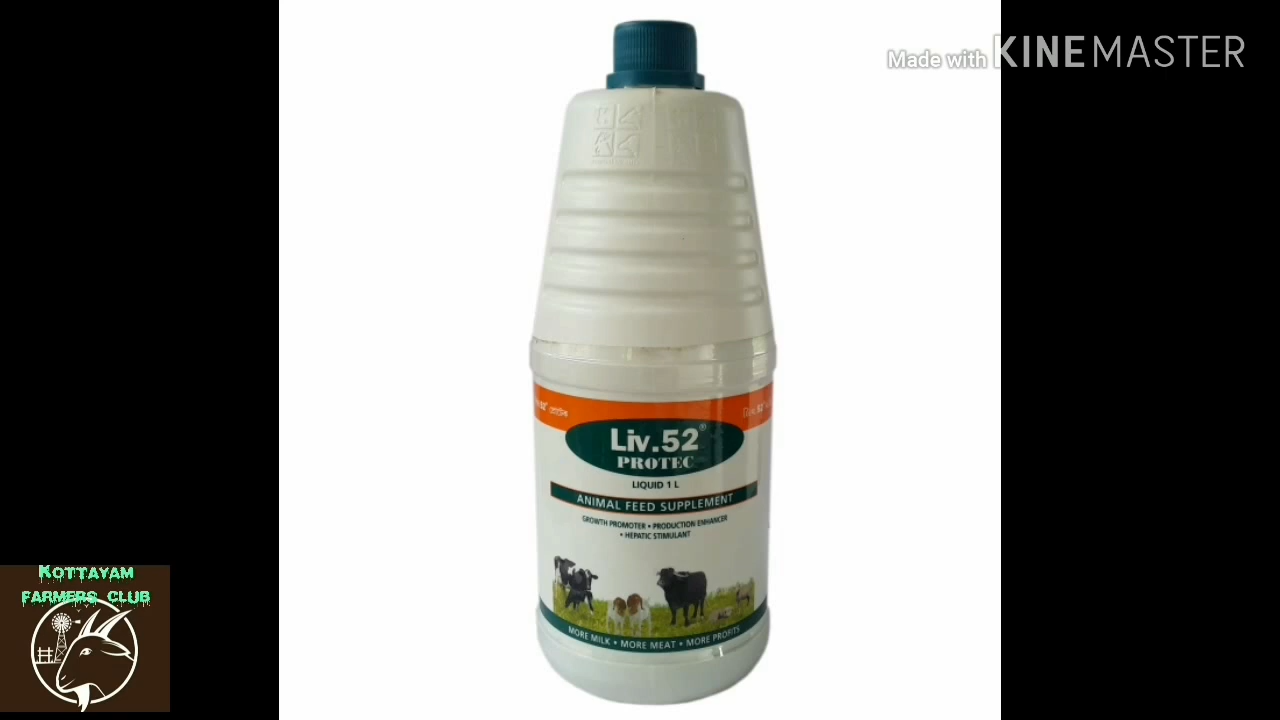 Made with KINEMASTER
Liv.52®
PROTEC
LIQUID 1 L
ANIMAL FEED SUPPLEMENT
GROWTH PROMOTER • PRODUCTION ENHANCER
• HEPATIC STIMULANT
MORE MILK • MORE MEAT • MORE PROFITS
KOTTAYAM
FARMERS CLUB